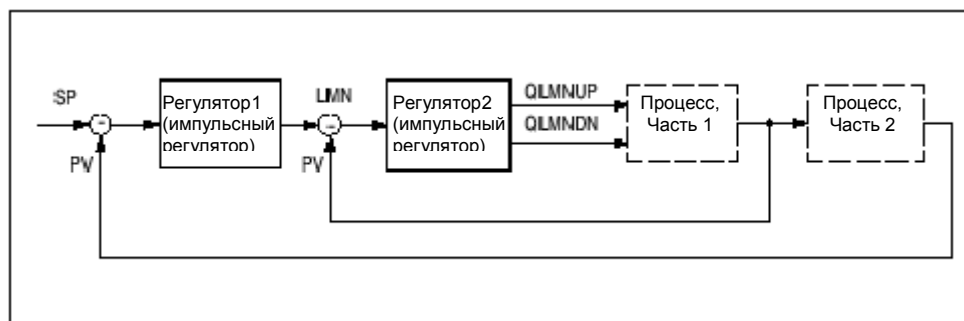 SP
PV
Регулятор1
(импульсный
регулятор)
LMN
PV
Регулятор2
(импульсный
регулятор)
QLMNUP
QLMNDN
Процесс,
Часть 1
Процесс,
Часть 2